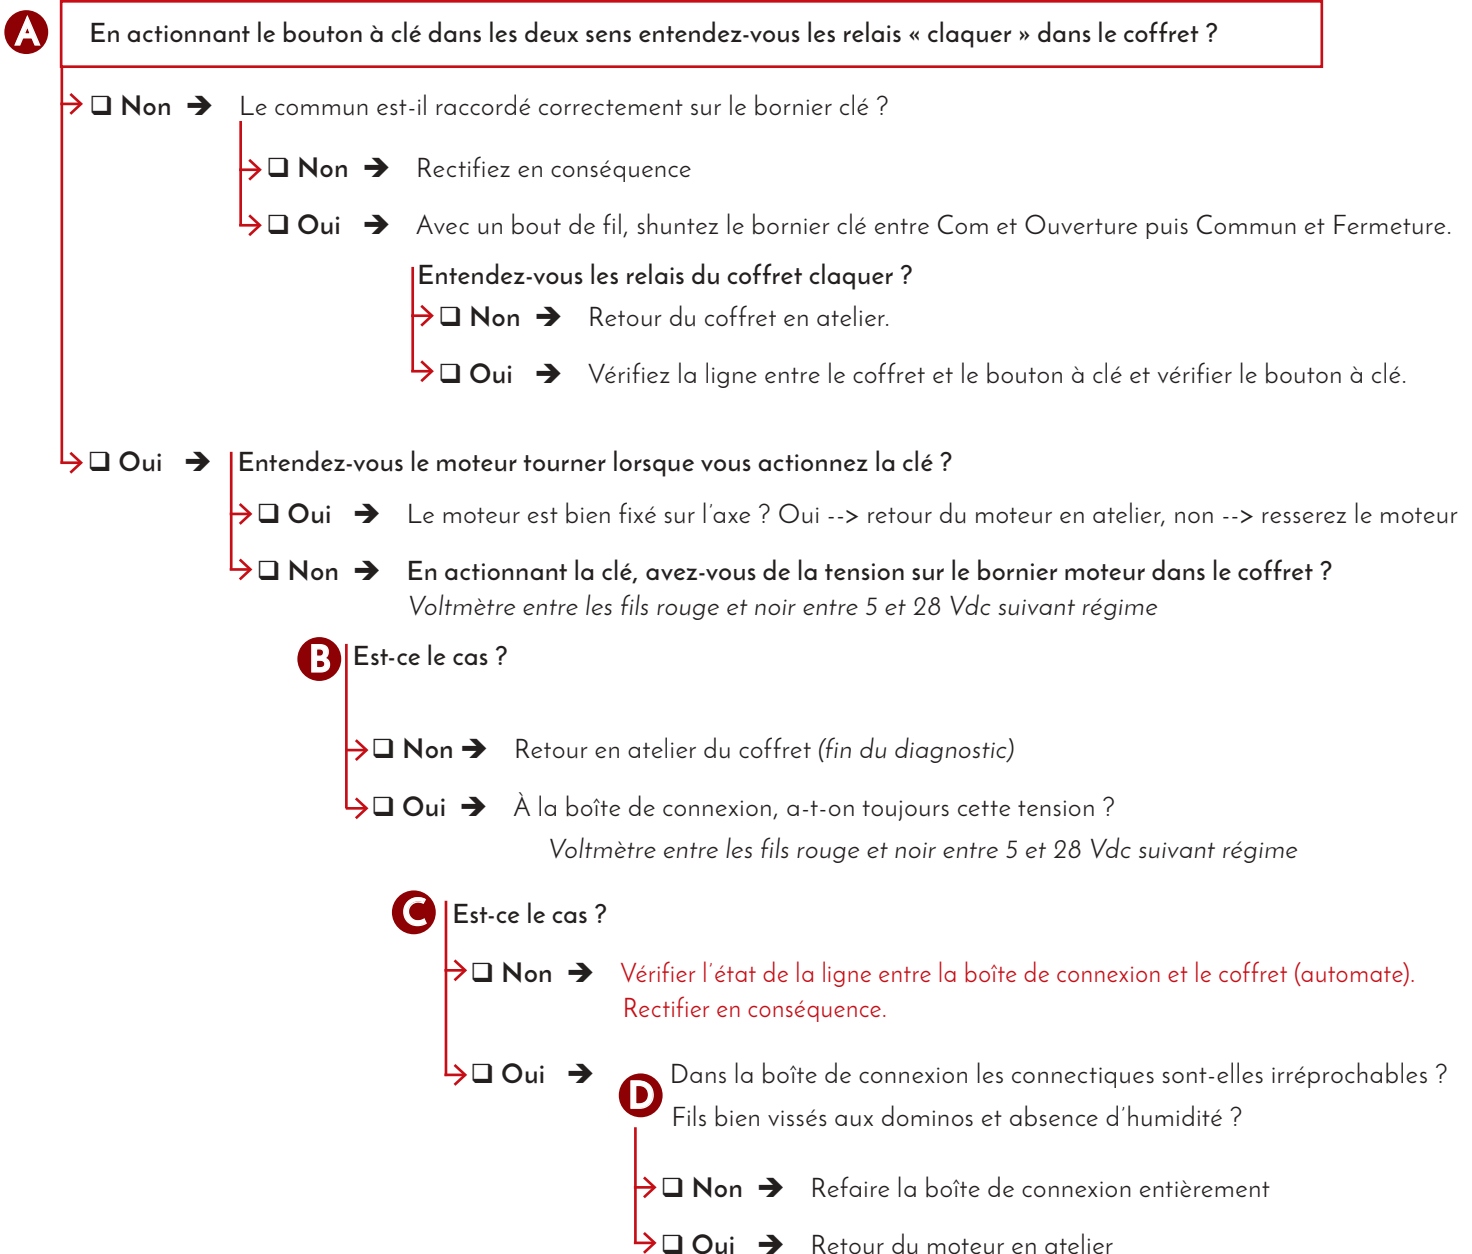 A
En actionnant le bouton à clé dans les deux sens entendez-vous les relais « claquer » dans le coffret ?
❑ Non ➔ Le commun est-il raccordé correctement sur le bornier clé ?
❑ Non ➔ Rectifiez en conséquence
❑ Oui ➔ Avec un bout de fil, shuntez le bornier clé entre Com et Ouverture puis Commun et Fermeture.
Entendez-vous les relais du coffret claquer ?
❑ Non ➔ Retour du coffret en atelier.
❑ Oui ➔ Vérifiez la ligne entre le coffret et le bouton à clé et vérifier le bouton à clé.
❑ Oui ➔ Entendez-vous le moteur tourner lorsque vous actionnez la clé ?
❑ Oui ➔ Le moteur est bien fixé sur l'axe ? Oui --> retour du moteur en atelier, non --> resserez le moteur
❑ Non ➔ En actionnant la clé, avez-vous de la tension sur le bornier moteur dans le coffret ?
Voltmètre entre les fils rouge et noir entre 5 et 28 Vdc suivant régime
B
Est-ce le cas ?
❑ Non ➔ Retour en atelier du coffret (fin du diagnostic)
❑ Oui ➔ À la boîte de connexion, a-t-on toujours cette tension ?
Voltmètre entre les fils rouge et noir entre 5 et 28 Vdc suivant régime
C
Est-ce le cas ?
❑ Non ➔ Vérifier l'état de la ligne entre la boîte de connexion et le coffret (automate).
Rectifier en conséquence.
❑ Oui ➔ Dans la boîte de connexion les connectiques sont-elles irréprochables ?
D
Fils bien vissés aux dominos et absence d'humidité ?
❑ Non ➔ Refaire la boîte de connexion entièrement
❑ Oui ➔ Retour du moteur en atelier